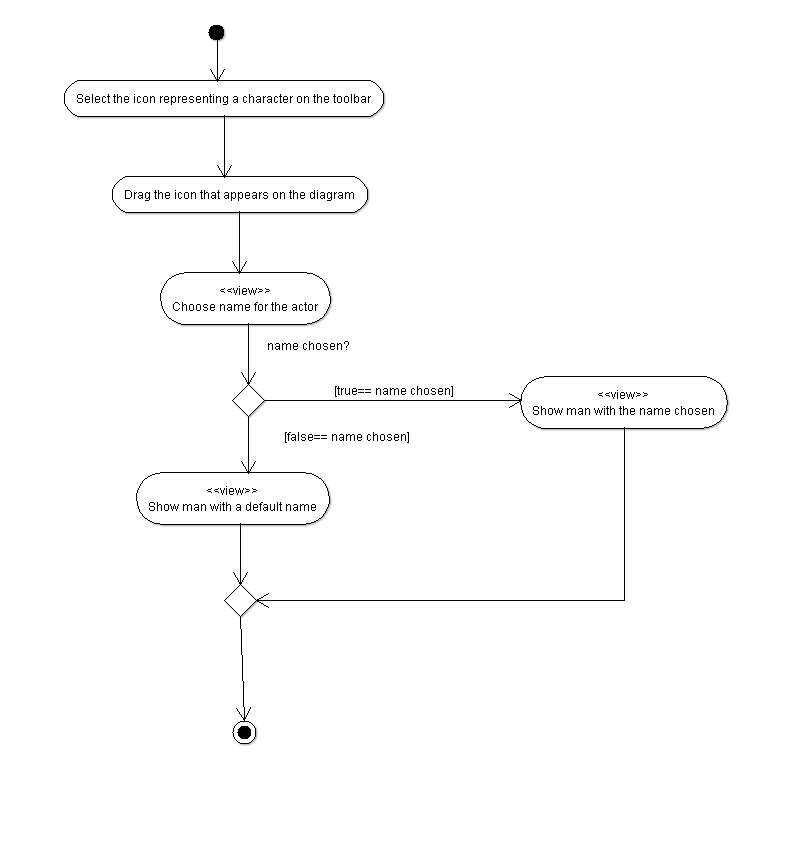 Select the icon representing a character on the toolbar
Drag the icon that appears on the diagram
<<view>>
Choose name for the actor
name chosen?
[true== name chosen]
<<view>>
Show man with the name chosen
[false== name chosen]
<<view>>
Show man with a default name